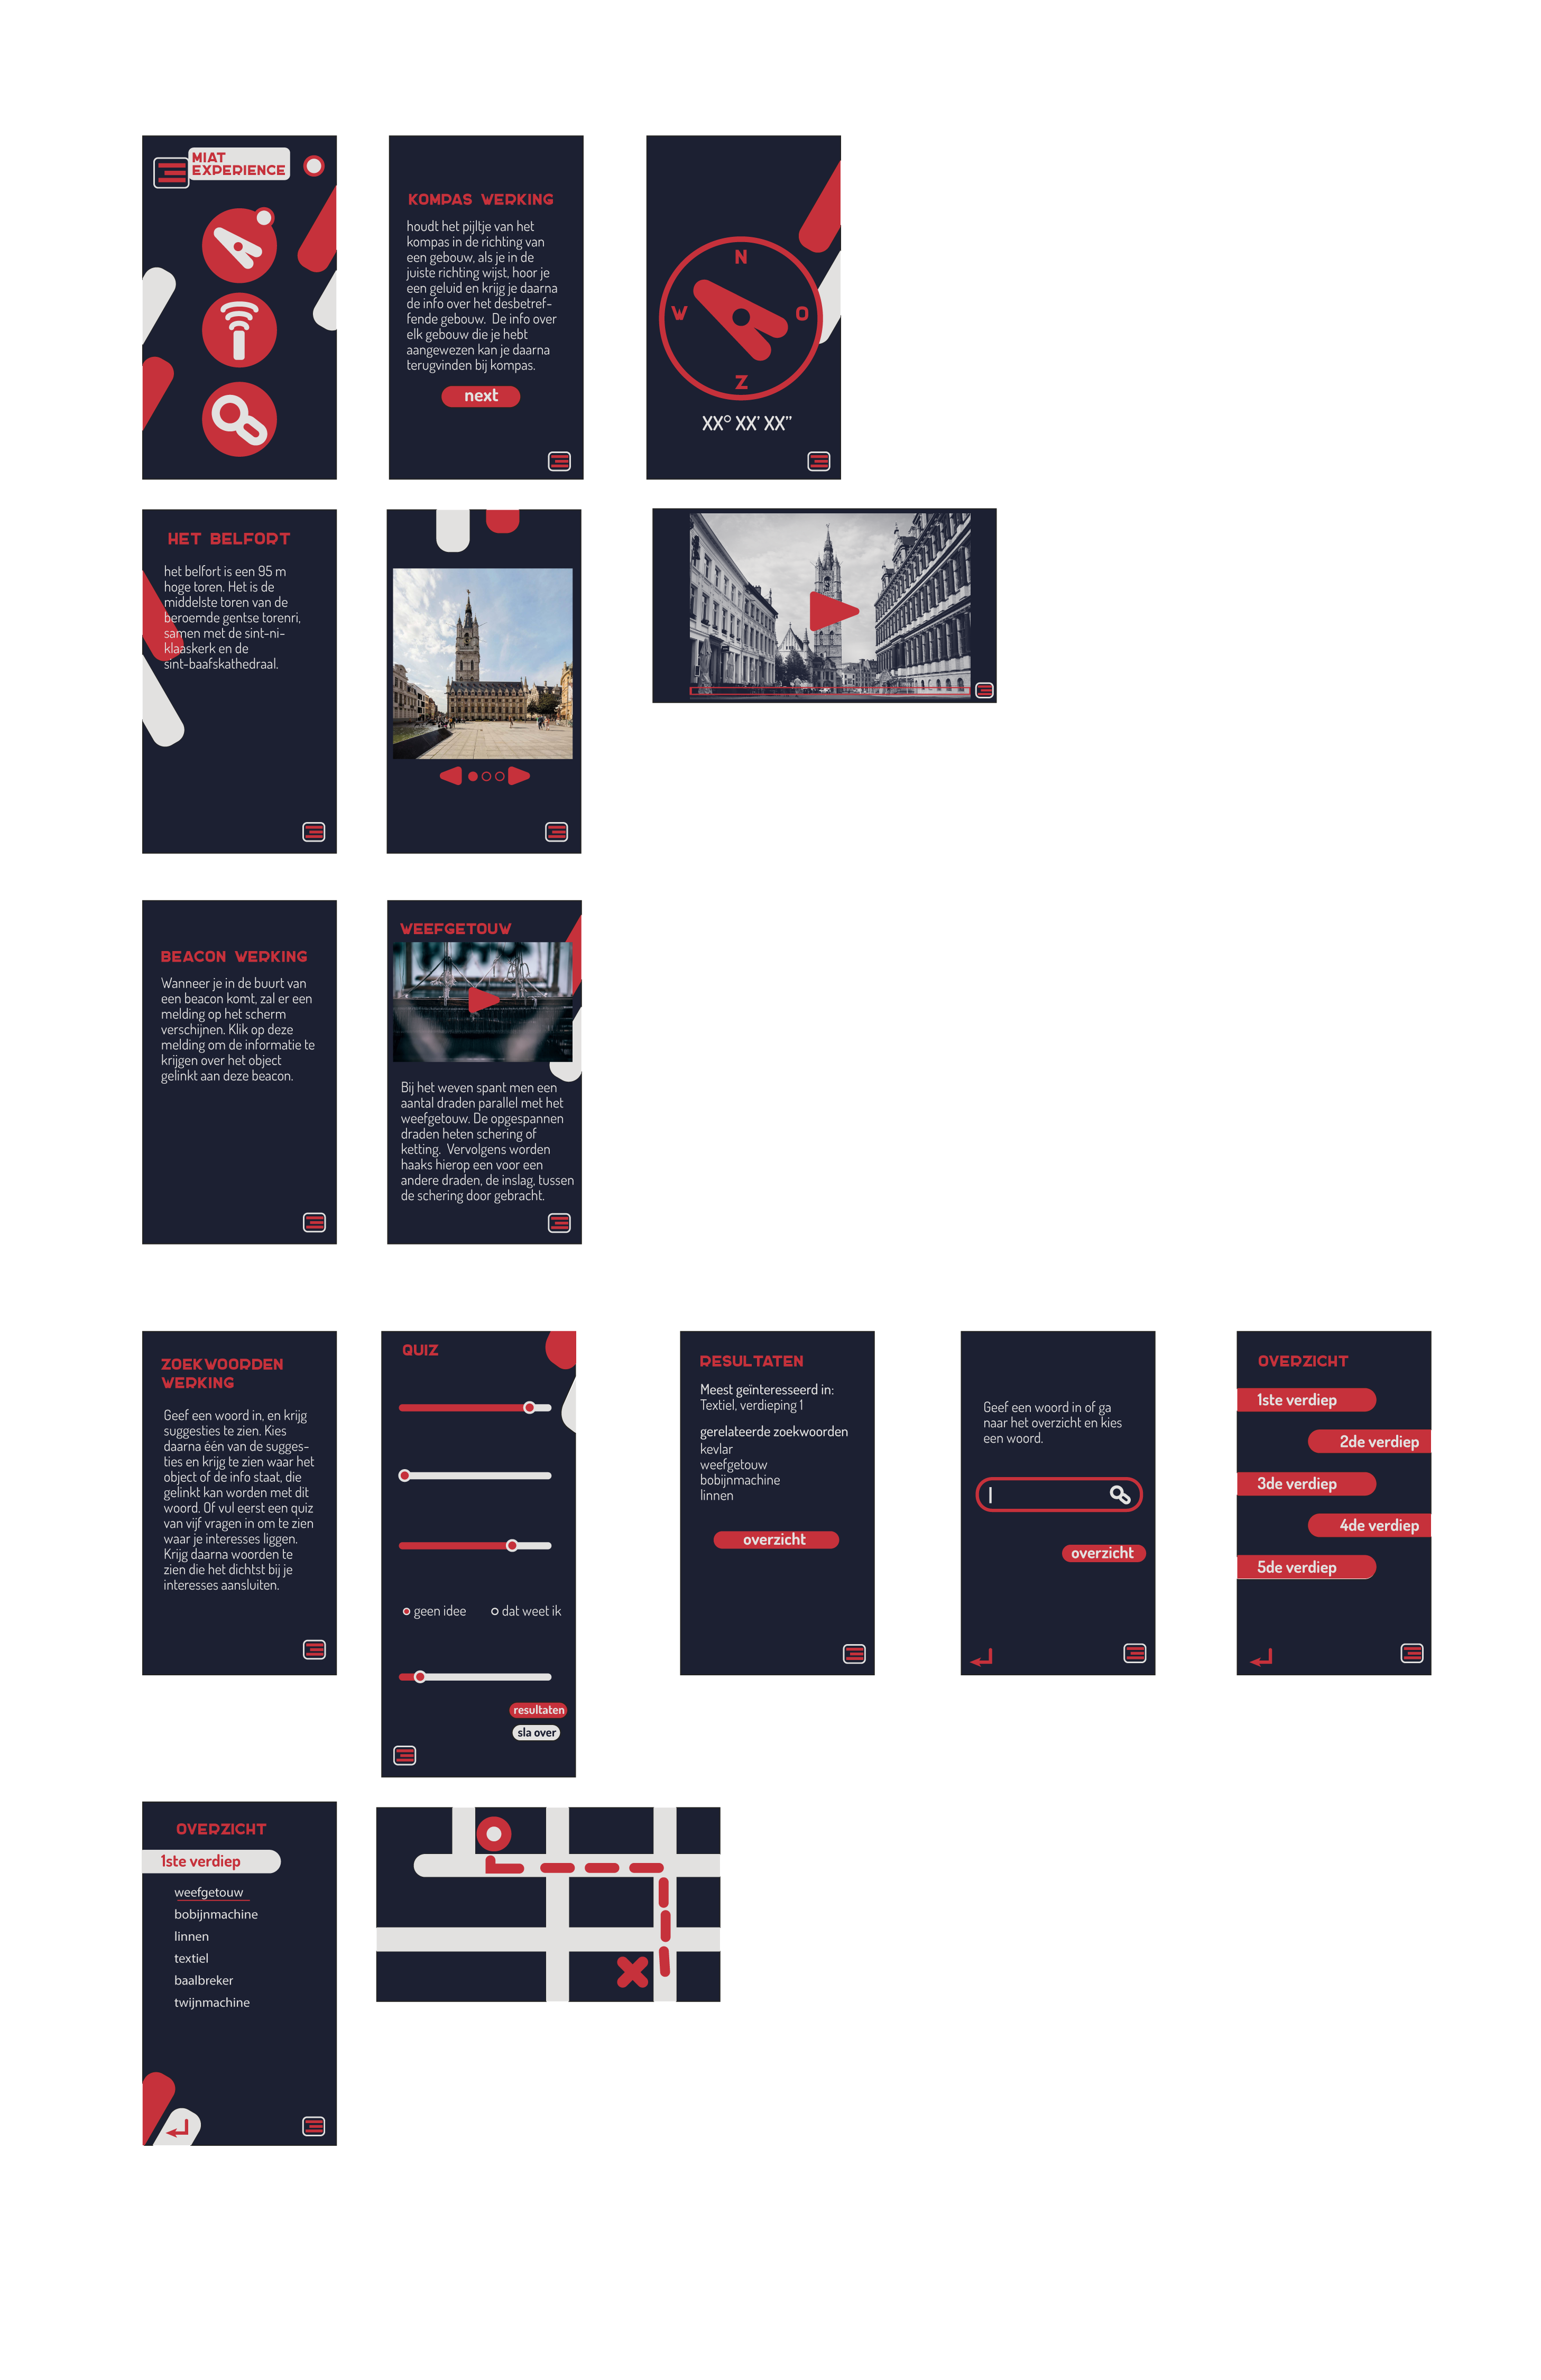 MIAT
EXPERIENCE
KOMPAS WERKING
houdt het pijltje van het
kompas in de richting van
een gebouw, als je in de
juiste richting wijst, hoor je
een geluid en krijg je daarna
de info over het desbetref-
fende gebouw.  De info over
elk gebouw die je hebt
aangewezen kan je daarna
terugvinden bij kompas.
next
N
W
O
Z
XX° XX' XX"
HET BELFORT
het belfort is een 95 m
hoge toren. Het is de
middelste toren van de
beroemde gentse torenri,
samen met de sint-ni-
klaaskerk en de
sint-baafskathedraal.
BEACON WERKING
Wanneer je in de buurt van
een beacon komt, zal er een
melding op het scherm
verschijnen. Klik op deze
melding om de informatie te
krijgen over het object
gelinkt aan deze beacon.
WEEFGETOUW
Bij het weven spant men een
aantal draden parallel met het
weefgetouw. De opgespannen
draden heten schering of
ketting.  Vervolgens worden
haaks hierop een voor een
andere draden, de inslag, tussen
de schering door gebracht.
ZOEKWOORDEN
WERKING
Geef een woord in, en krijg
suggesties te zien. Kies
daarna één van de sugges-
ties en krijg te zien waar het
object of de info staat, die
gelinkt kan worden met dit
woord. Of vul eerst een quiz
van vijf vragen in om te zien
waar je interesses liggen.
Krijg daarna woorden te
zien die het dichtst bij je
interesses aansluiten.
QUIZ
geen idee
dat weet ik
resultaten
sla over
RESULTATEN
Meest geïnteresseerd in:
Textiel, verdieping 1
gerelateerde zoekwoorden
kevlar
weefgetouw
bobijnmachine
linnen
overzicht
Geef een woord in of ga
naar het overzicht en kies
een woord.
overzicht
OVERZICHT
1ste verdiep
2de verdiep
3de verdiep
4de verdiep
5de verdiep
OVERZICHT
1ste verdiep
weefgetouw
bobijnmachine
linnen
textiel
baalbreker
twijnmachine